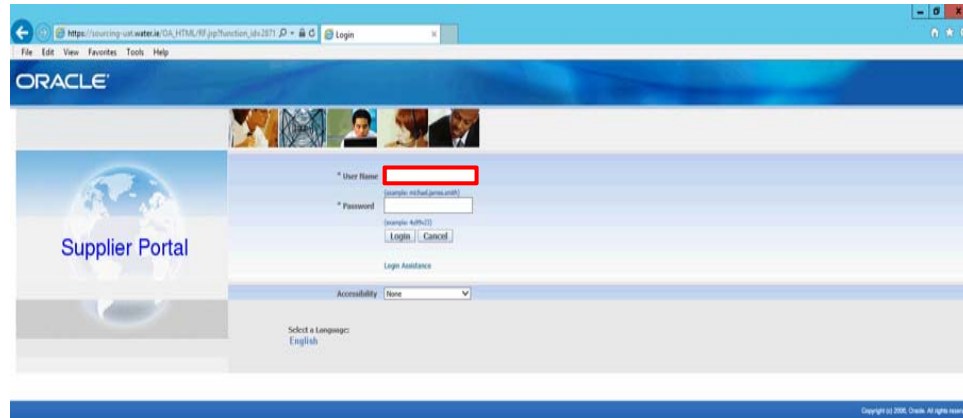 https://sourcing-uat.water.ie/OA_HTML/RF.jsp?function_id=2871
Login
File Edit View Favorites Tools Help
ORACLE
* User Name
(example: michael.james.smith)
* Password
(example: 4u99v23)
Login Cancel
Supplier Portal
Login Assistance
Accessibility None
Select a Language:
English
Copyright (c) 2006, Oracle. All rights